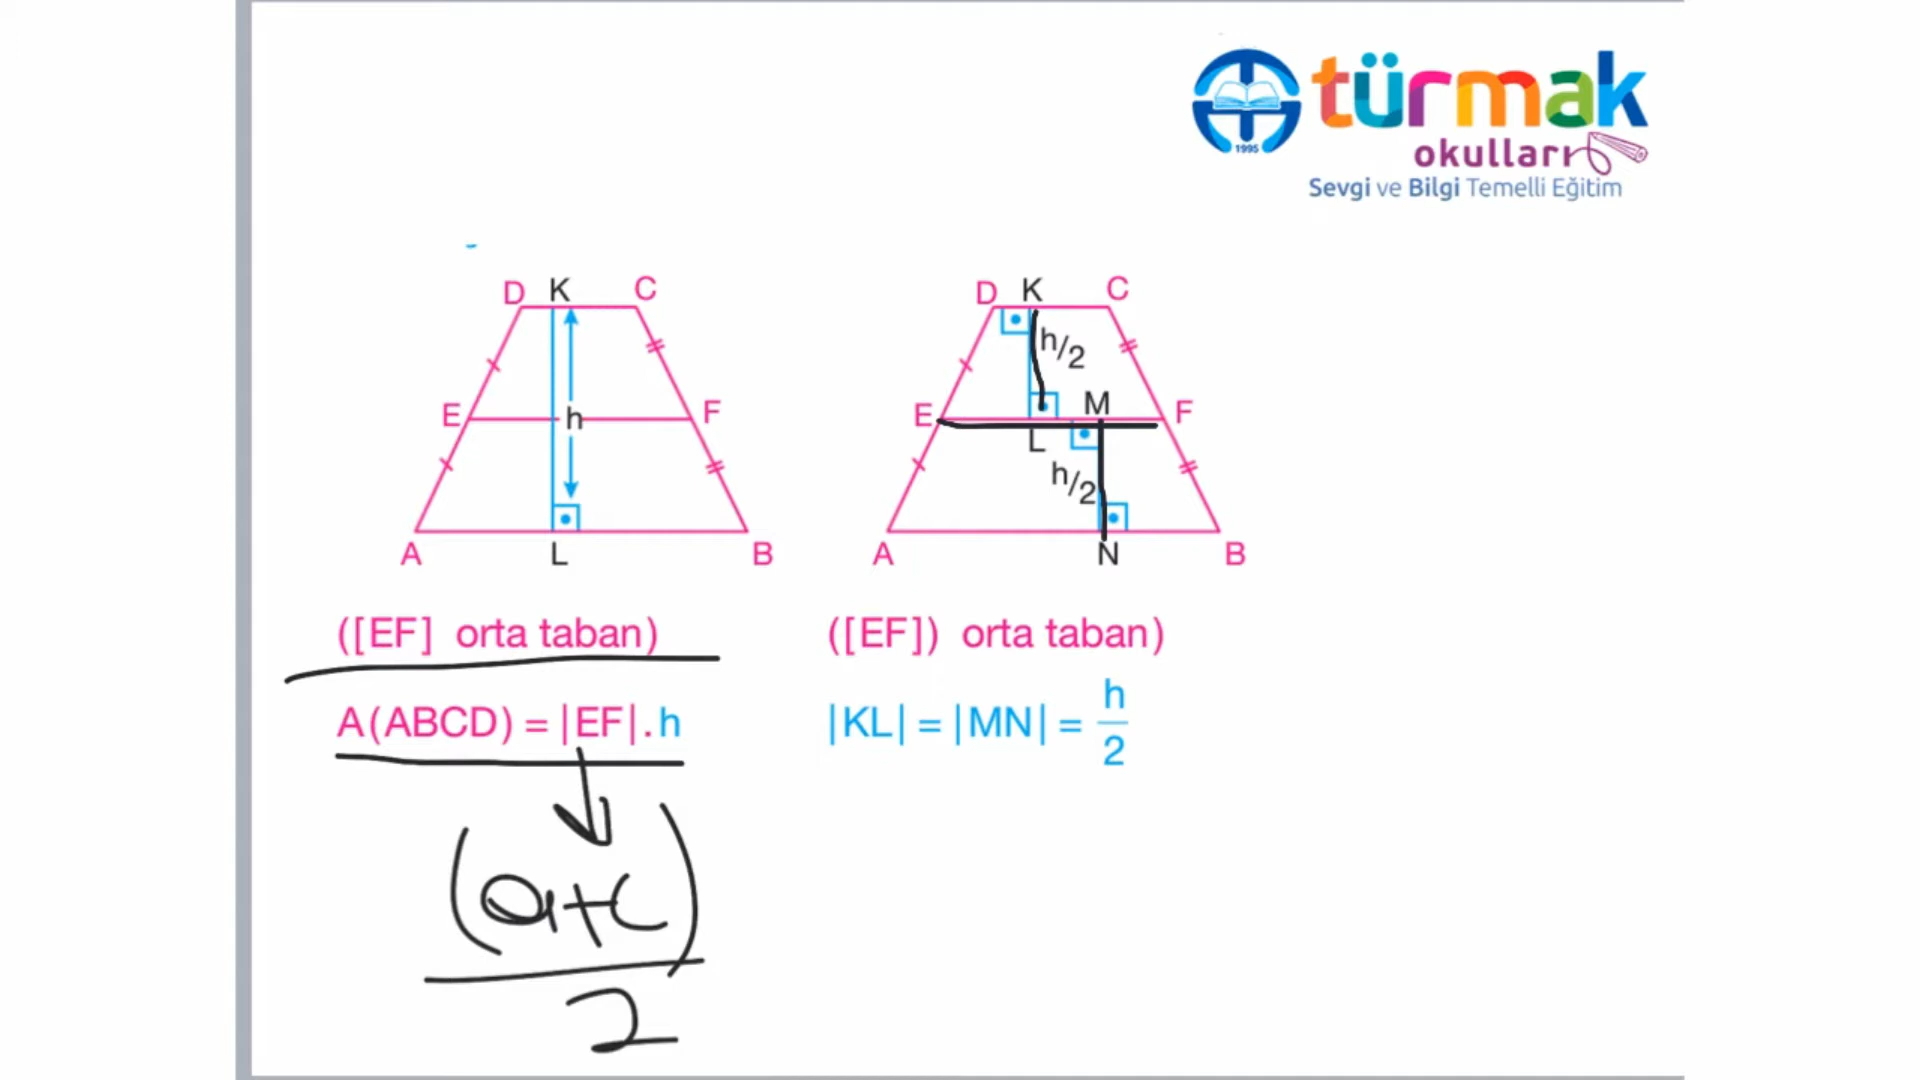 1995
türmak
okulları
Sevgi ve Bilgi Temelli Eğitim
D K C
E h F
A L B
D K C
h/2
E M F
L
h/2
A N B
([EF] orta taban)
A(ABCD) = |EF|.h
(a+c)
2
([EF]) orta taban)
|KL| = |MN| = h
2